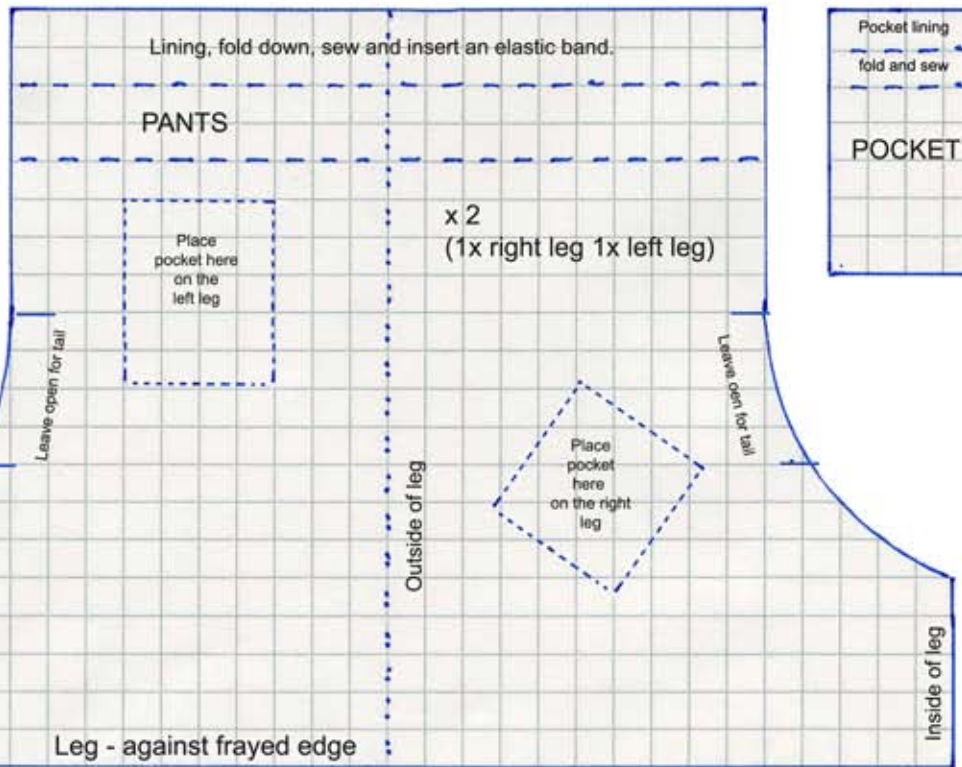 Lining, fold down, sew and insert an elastic band.
PANTS
x 2
(1x right leg 1x left leg)
Place
pocket here
on the
left leg
Leave open for tail
Leave oen for tail
Place
pocket
here
on the right
leg
Outside of leg
Inside of leg
Leg - against frayed edge
Pocket lining
fold and sew
POCKET